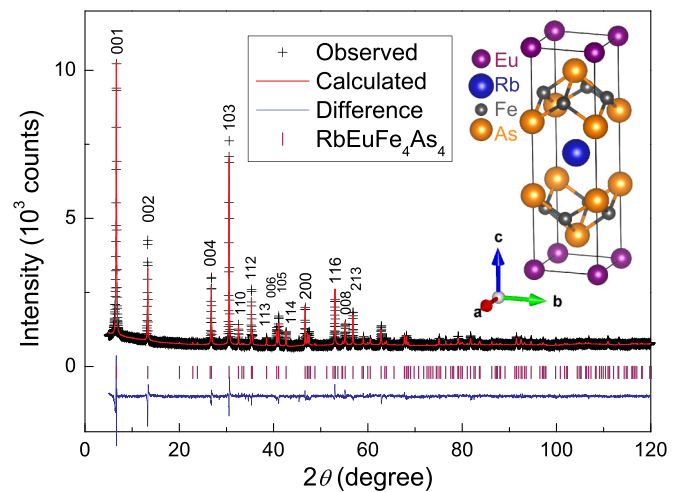 001
002
004
103
110
112
113
006
105
114
200
116
008
213
Observed
Calculated
Difference
RbEuFe₄As₄
Eu
Rb
Fe
As
c
a
b
Intensity (10³ counts)
10
5
0
0 20 40 60 80 100 120
2θ (degree)